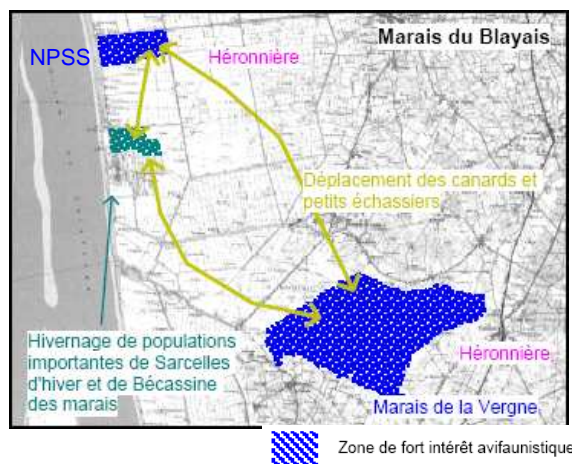 Marais du Blayais
NPSS
Héronnière
Déplacement des canards et
petits échassiers
Hivernage de populations
importantes de Sarcelles
d'hiver et de Bécassine
des marais
Héronnière
Marais de la Vergne
Zone de fort intérêt avifaunistique